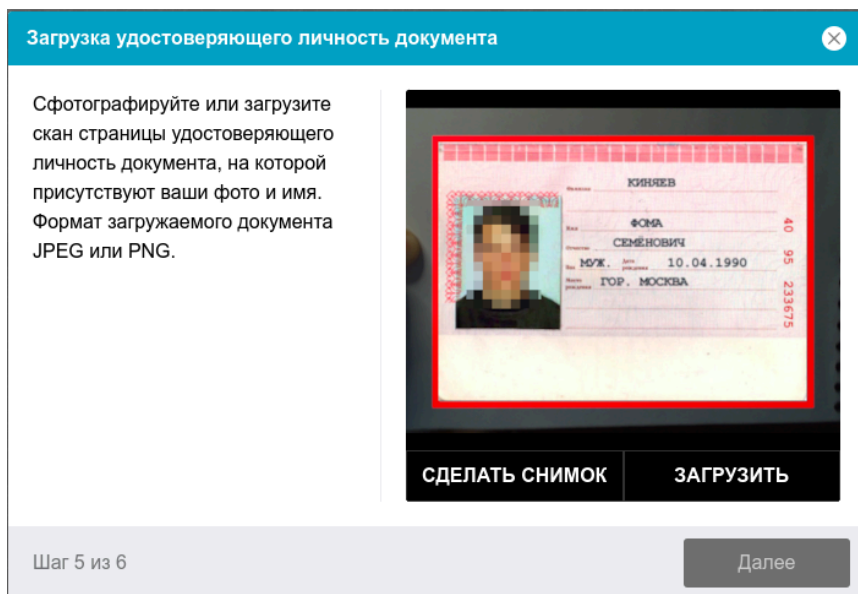 Загрузка удостоверяющего личность документа
Сфотографируйте или загрузите
скан страницы удостоверяющего
личность документа, на которой
присутствуют ваши фото и имя.
Формат загружаемого документа
JPEG или PNG.
КИНЯЕВ
ФОМА
СЕМЁНОВИЧ
МУЖ. 10.04.1990
ГОР. МОСКВА
40 95 233675
СДЕЛАТЬ СНИМОК
ЗАГРУЗИТЬ
Шаг 5 из 6
Далее